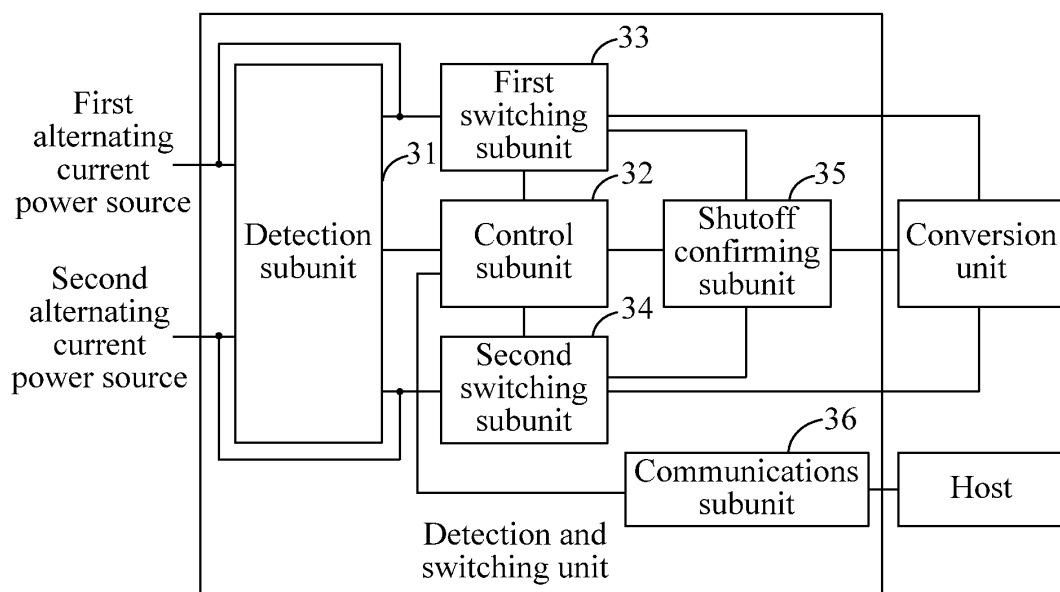 First
alternating
current
power source
Second
alternating
current
power source
31
Detection
subunit
33
First
switching
subunit
32
Control
subunit
34
Second
switching
subunit
35
Shutoff
confirming
subunit
Conversion
unit
36
Communications
subunit
Host
Detection and
switching unit